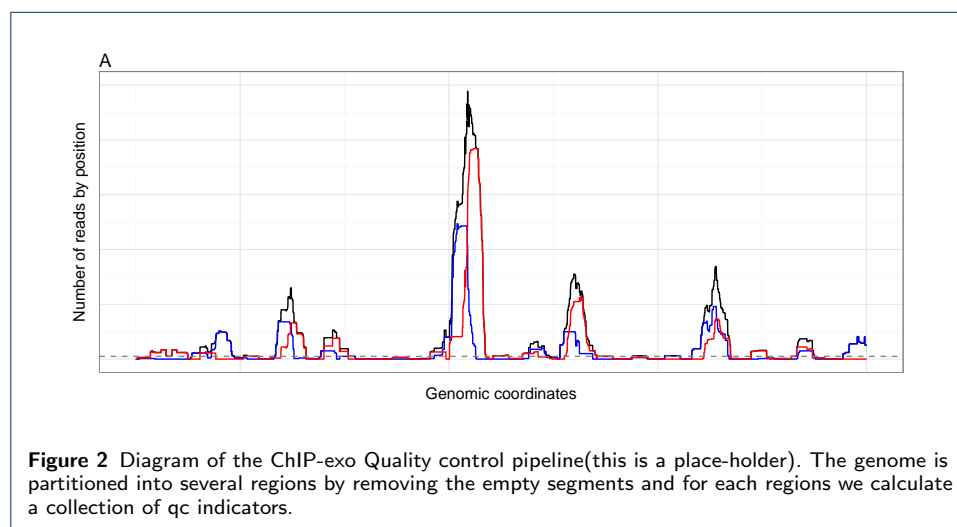 A
Number of reads by position
Genomic coordinates
Figure 2 Diagram of the ChIP-exo Quality control pipeline(this is a place-holder). The genome is
partitioned into several regions by removing the empty segments and for each regions we calculate
a collection of qc indicators.